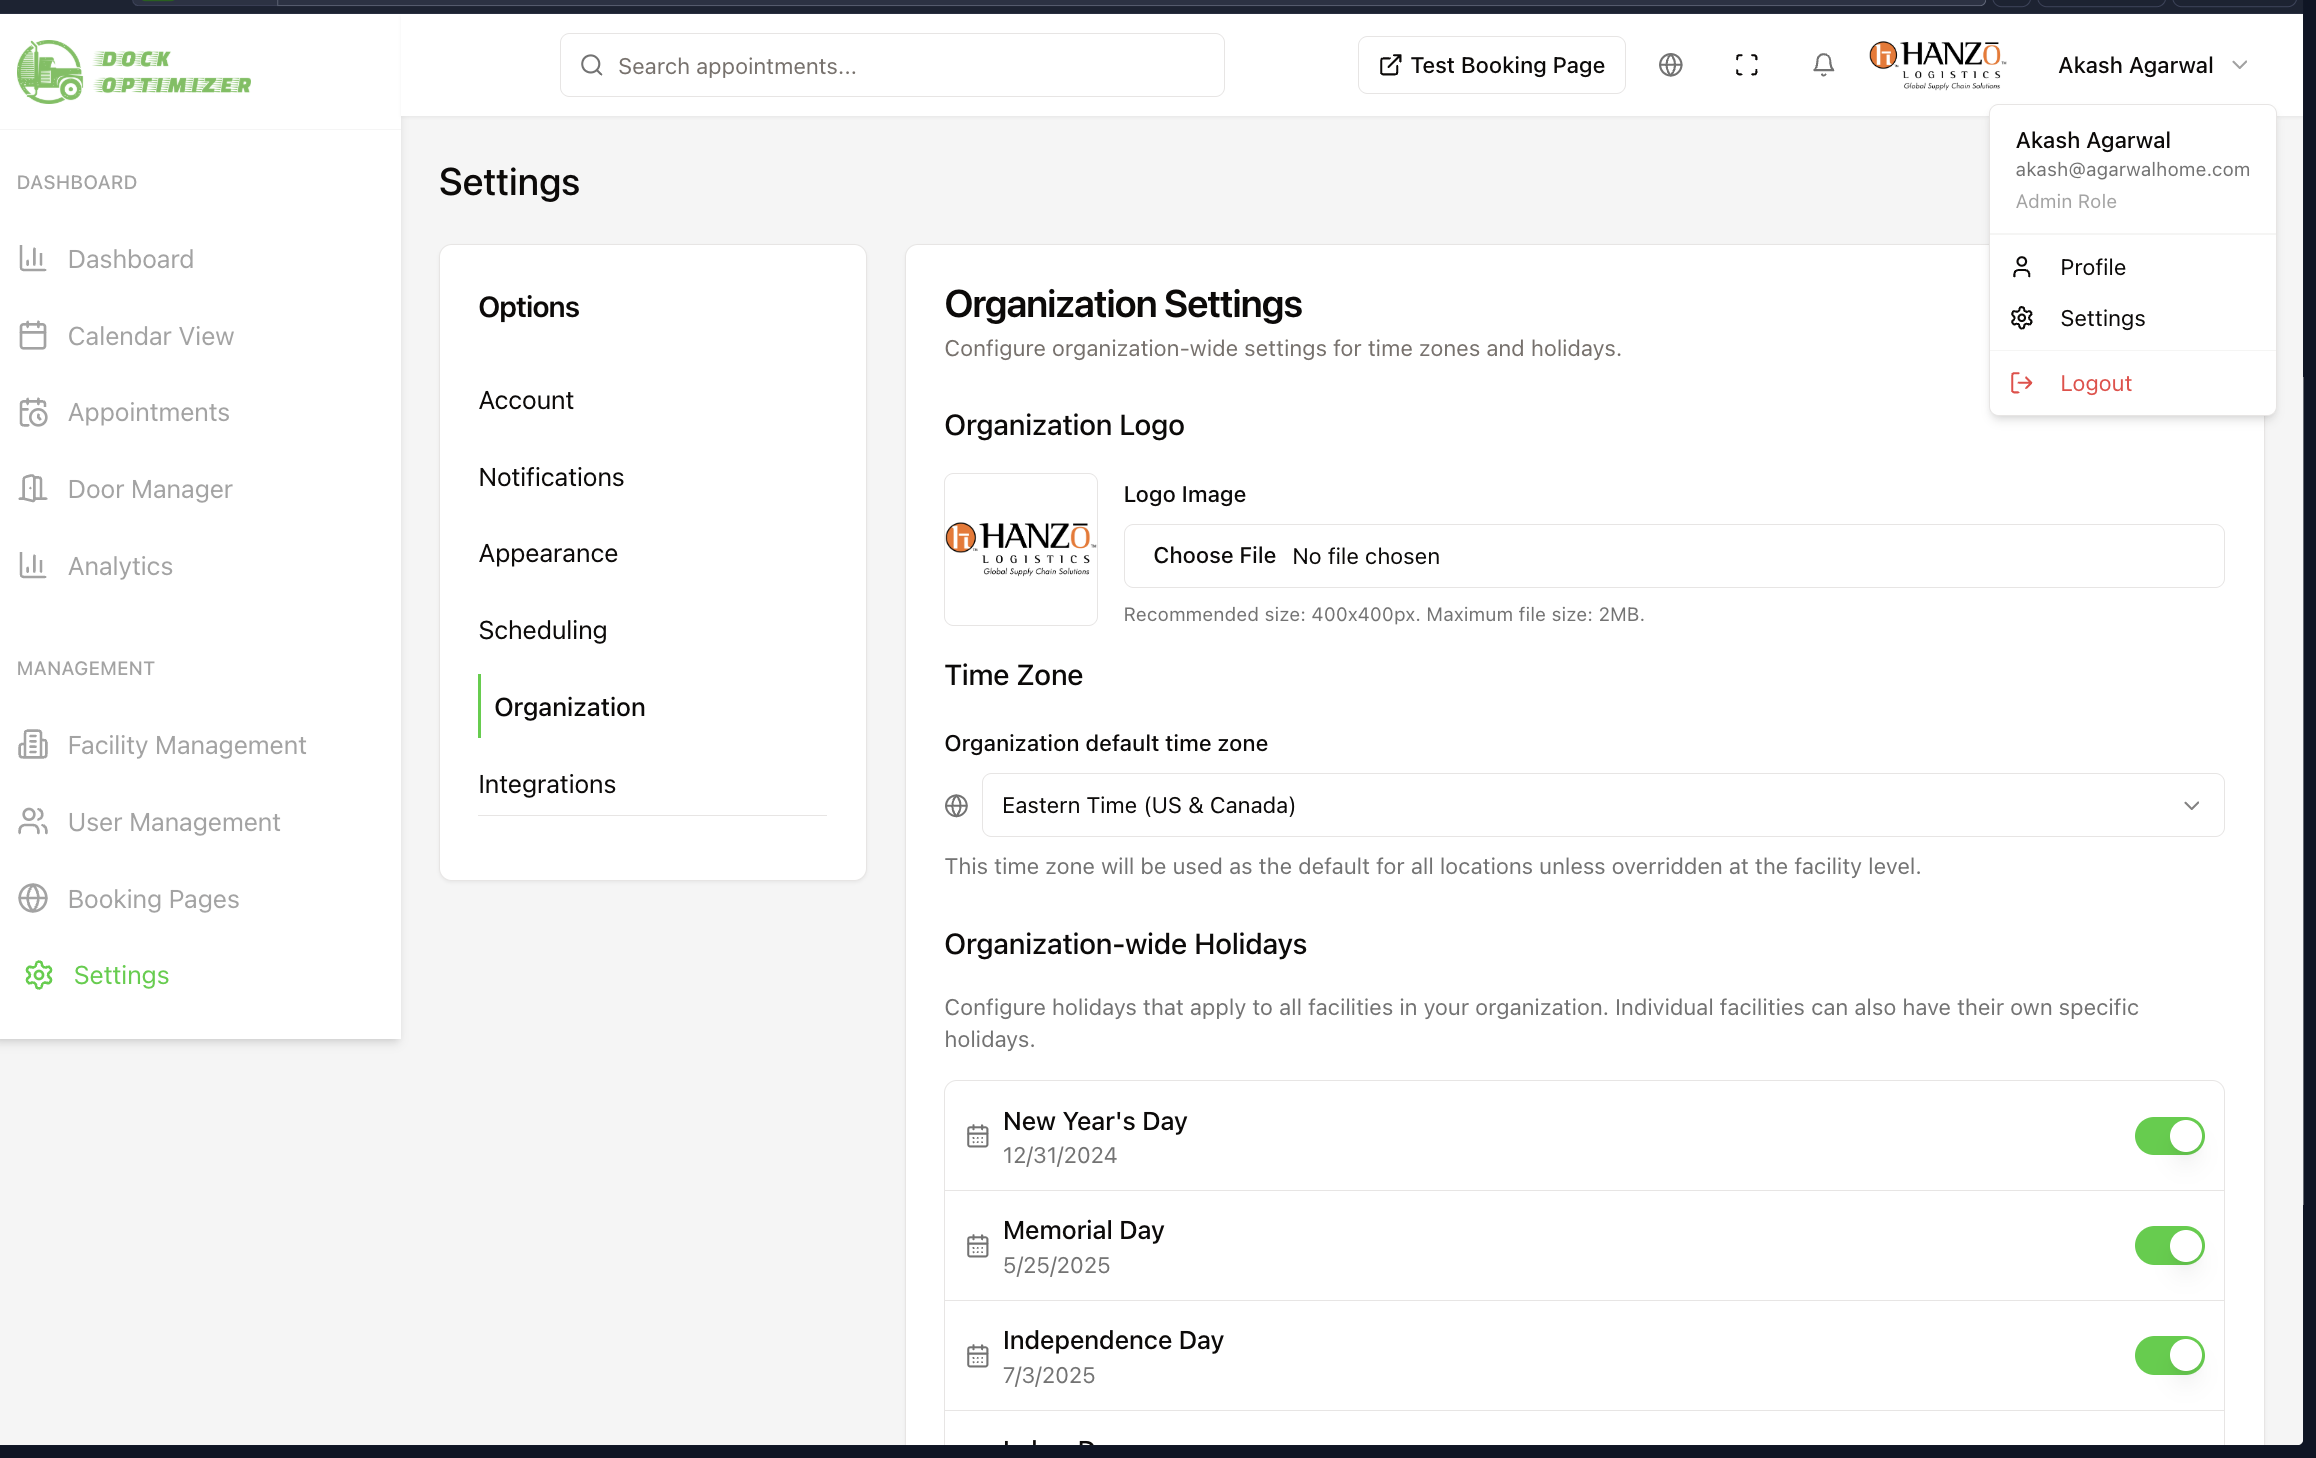 DOCK
OPTIMIZER
Search appointments...
Test Booking Page
HANZŌ
LOGISTICS
Global Supply Chain Solutions
Akash Agarwal
Akash Agarwal
akash@agarwalhome.com
Admin Role
Profile
Settings
Logout
DASHBOARD
Dashboard
Calendar View
Appointments
Door Manager
Analytics
MANAGEMENT
Facility Management
User Management
Booking Pages
Settings
Settings
Options
Account
Notifications
Appearance
Scheduling
Organization
Integrations
Organization Settings
Configure organization-wide settings for time zones and holidays.
Organization Logo
HANZŌ
LOGISTICS
Global Supply Chain Solutions
Logo Image
Choose File No file chosen
Recommended size: 400x400px. Maximum file size: 2MB.
Time Zone
Organization default time zone
Eastern Time (US & Canada)
This time zone will be used as the default for all locations unless overridden at the facility level.
Organization-wide Holidays
Configure holidays that apply to all facilities in your organization. Individual facilities can also have their own specific
holidays.
New Year's Day
12/31/2024
Memorial Day
5/25/2025
Independence Day
7/3/2025